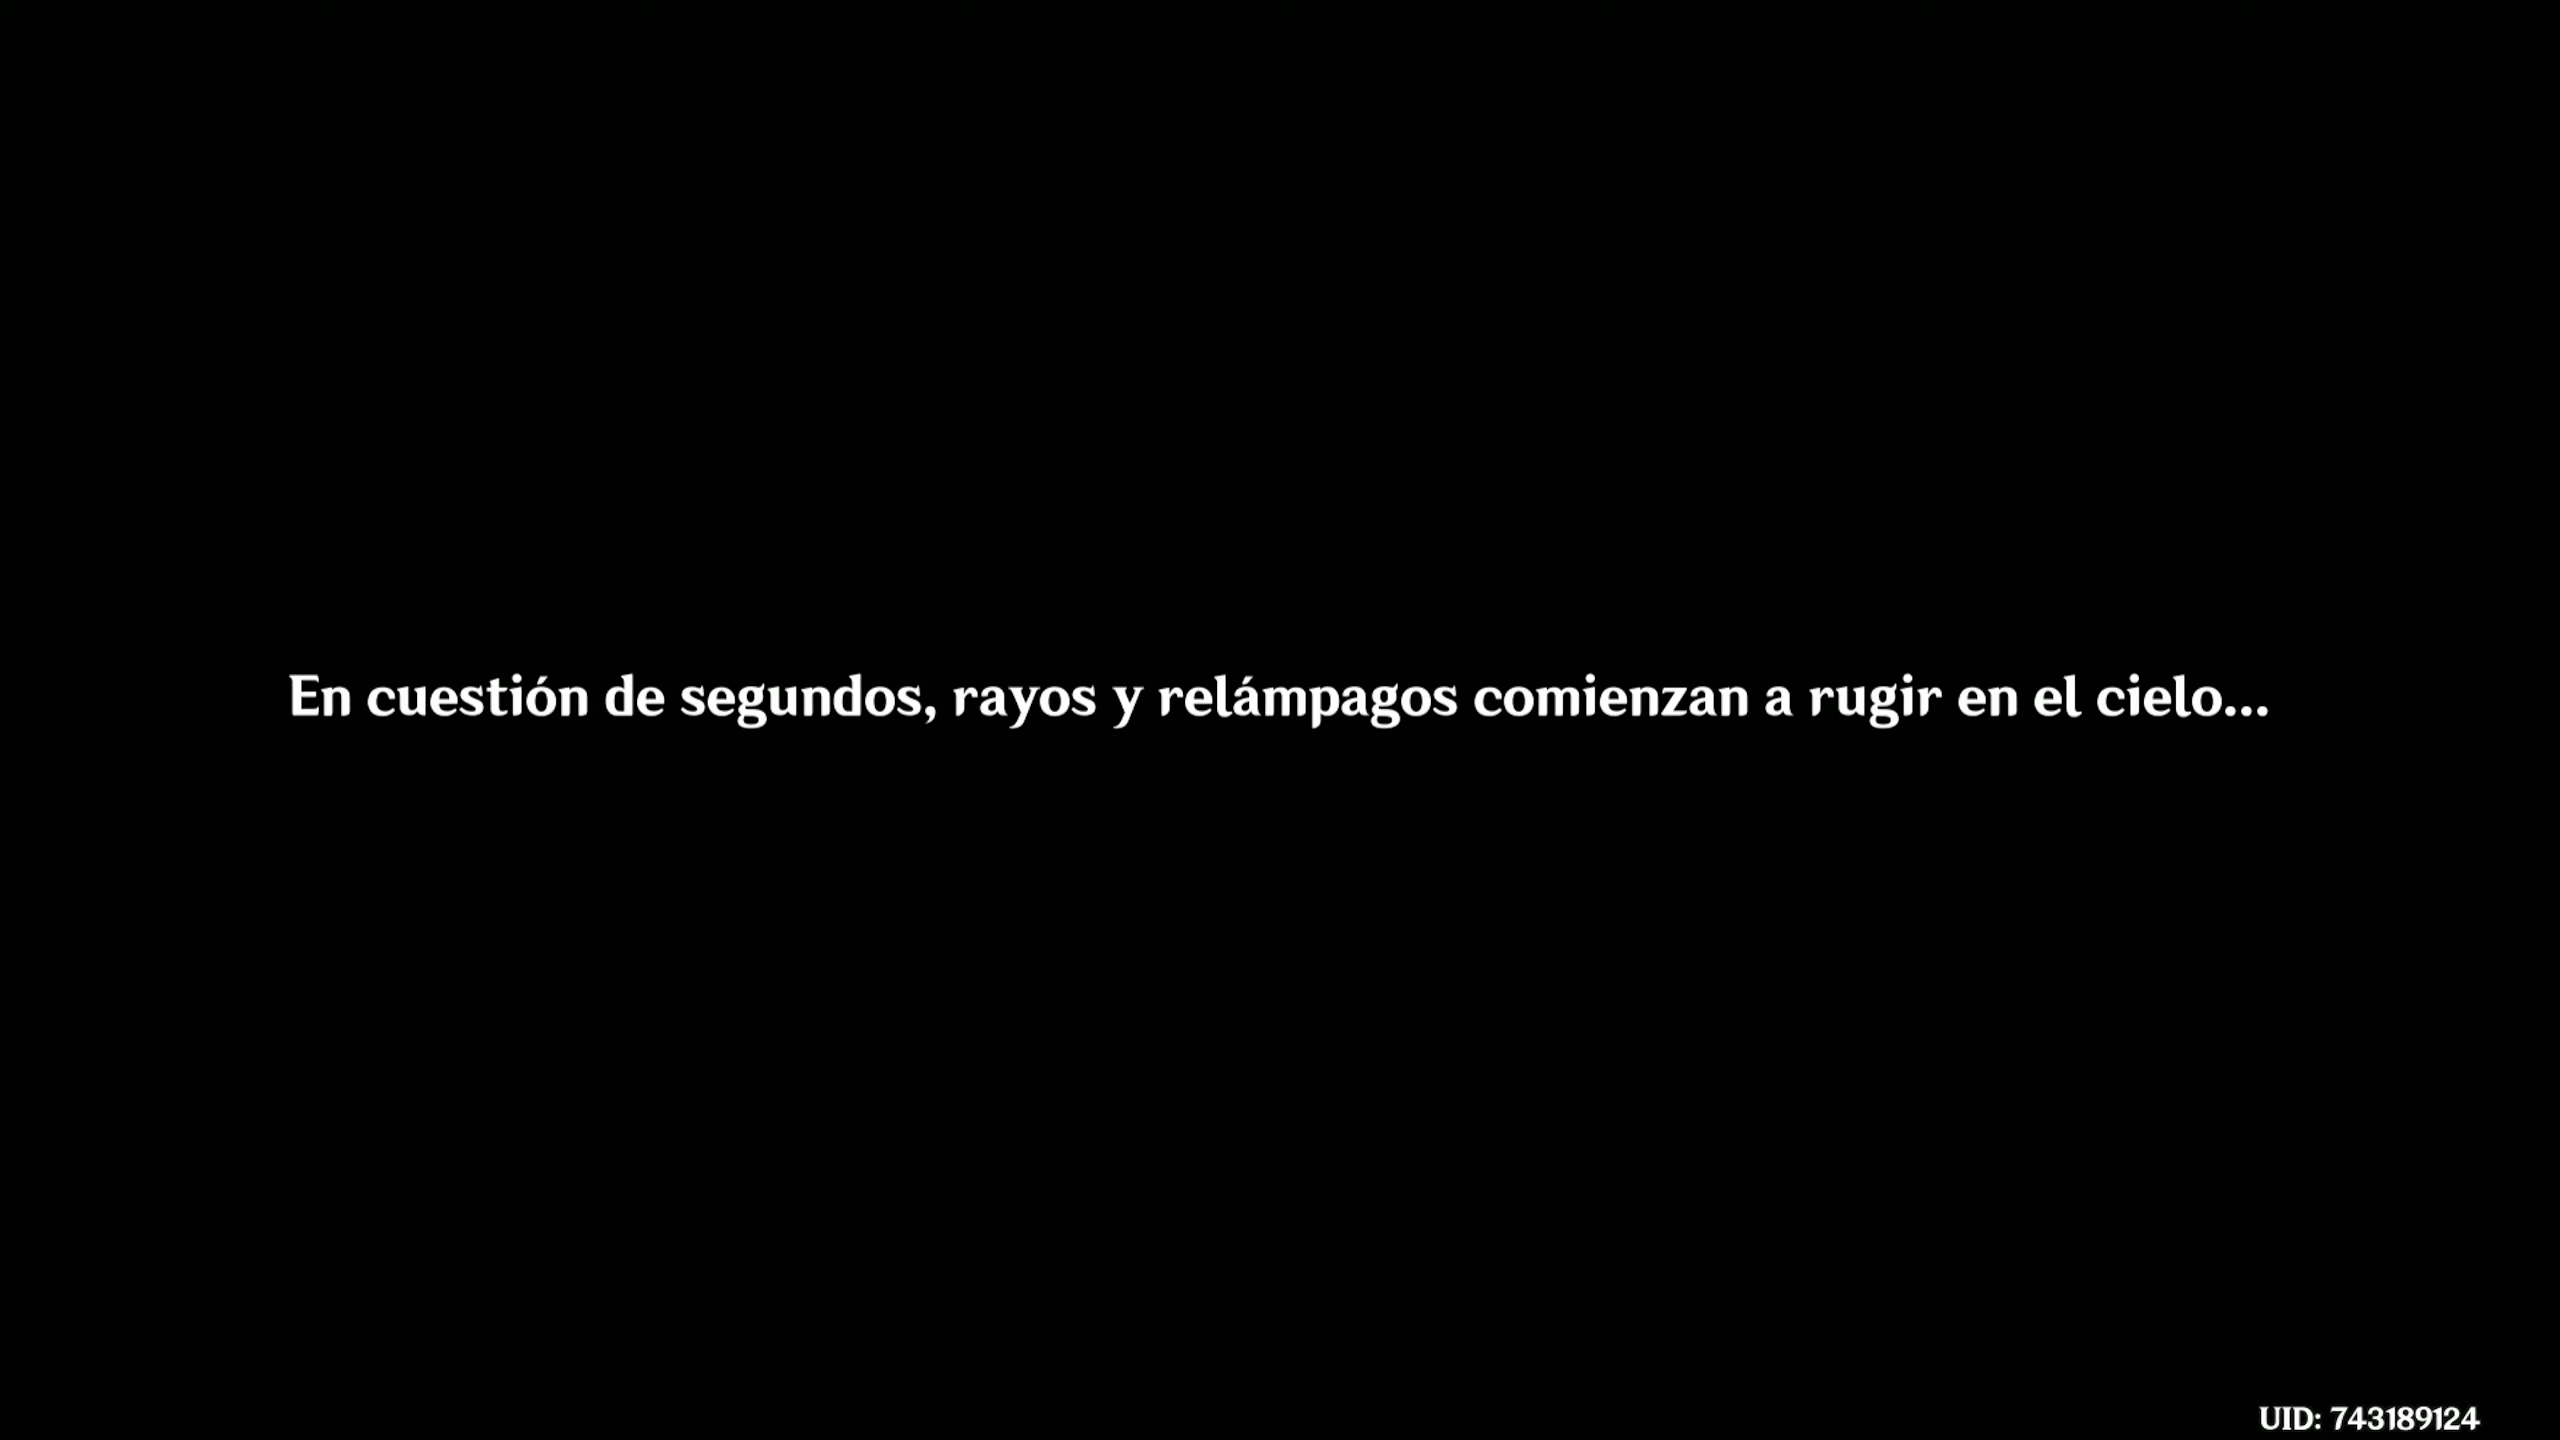 En cuestión de segundos, rayos y relámpagos comienzan a rugir en el cielo...
UID: 743189124